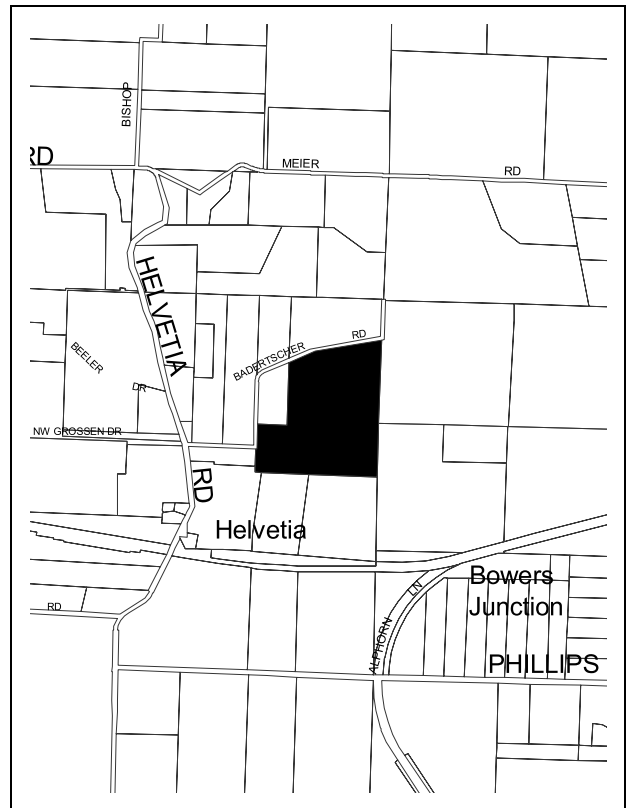 BISHOP
RD
MEIER
RD
HELVETIA
RD
BADERTSCHER
RD
BEELER
DR
NW GROSSEN DR
Helvetia
Bowers
Junction
RD
ALPHORN
LN
PHILLIPS